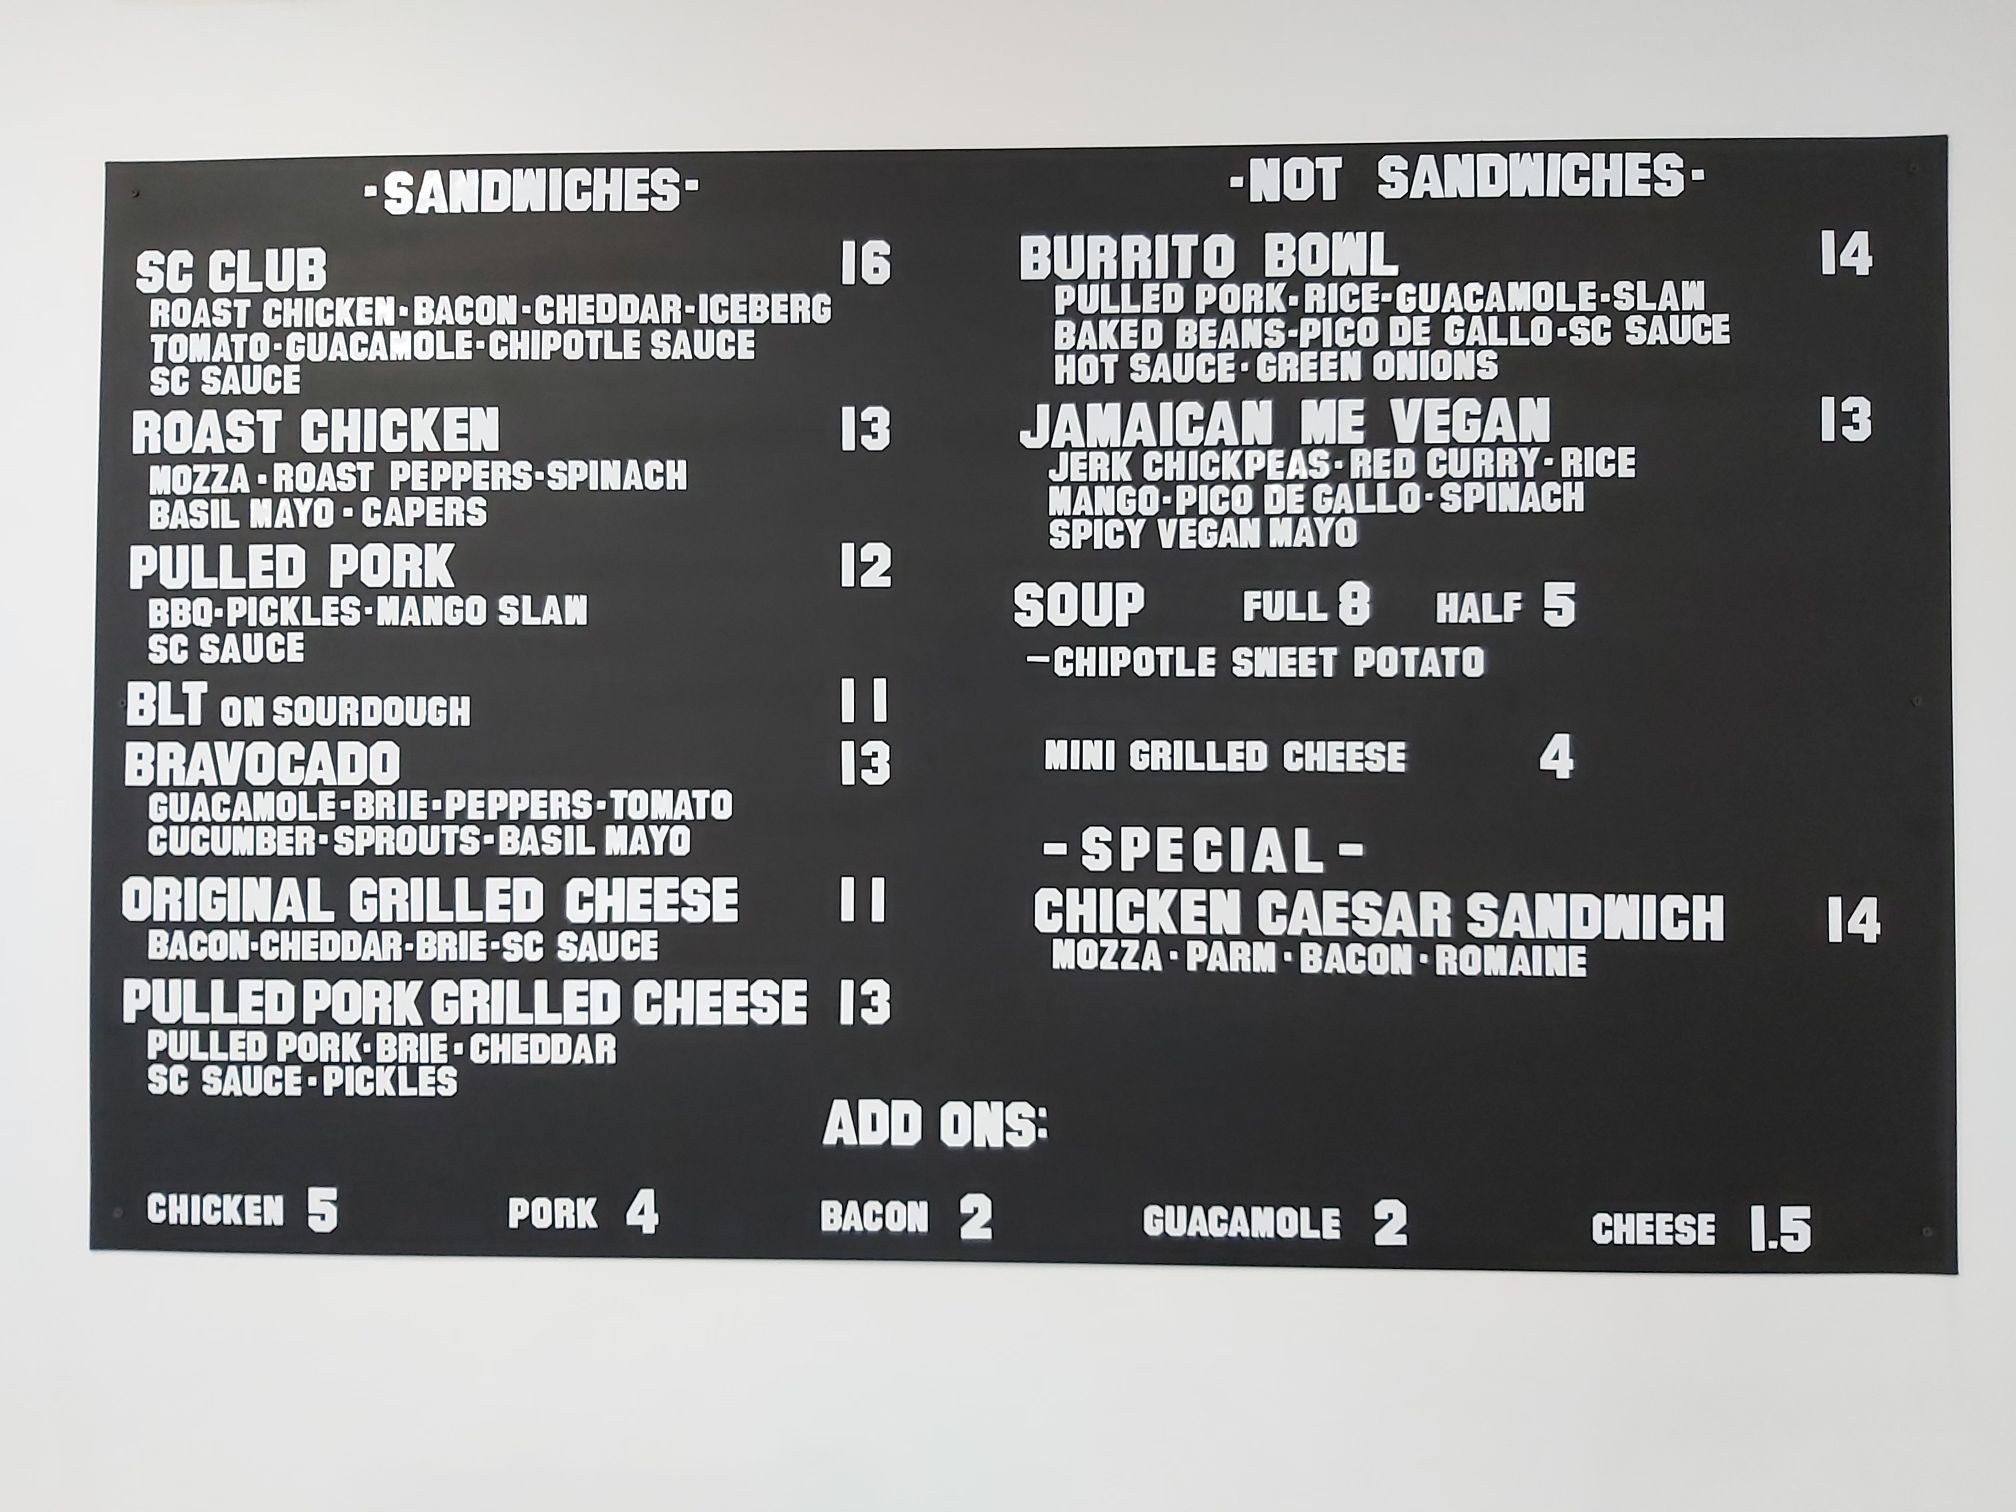 -SANDWICHES-
SC CLUB 16
ROAST CHICKEN-BACON-CHEDDAR-ICEBERG
TOMATO-GUACAMOLE-CHIPOTLE SAUCE
SC SAUCE
ROAST CHICKEN 13
MOZZA-ROAST PEPPERS-SPINACH
BASIL MAYO-CAPERS
PULLED PORK 12
BBQ-PICKLES-MANGO SLAW
SC SAUCE
BLT ON SOURDOUGH 11
BRAVOCADO 13
GUACAMOLE-BRIE-PEPPERS-TOMATO
CUCUMBER-SPROUTS-BASIL MAYO
ORIGINAL GRILLED CHEESE 11
BACON-CHEDDAR-BRIE-SC SAUCE
PULLED PORK GRILLED CHEESE 13
PULLED PORK-BRIE-CHEDDAR
SC SAUCE-PICKLES
-NOT SANDWICHES-
BURRITO BOWL 14
PULLED PORK-RICE-GUACAMOLE-SLAW
BAKED BEANS-PICO DE GALLO-SC SAUCE
HOT SAUCE-GREEN ONIONS
JAMAICAN ME VEGAN 13
JERK CHICKPEAS-RED CURRY-RICE
MANGO-PICO DE GALLO-SPINACH
SPICY VEGAN MAYO
SOUP FULL 8 HALF 5
-CHIPOTLE SWEET POTATO
MINI GRILLED CHEESE 4
-SPECIAL-
CHICKEN CAESAR SANDWICH 14
MOZZA-PARM-BACON-ROMAINE
ADD ONS:
CHICKEN 5 PORK 4 BACON 2 GUACAMOLE 2 CHEESE 1.5